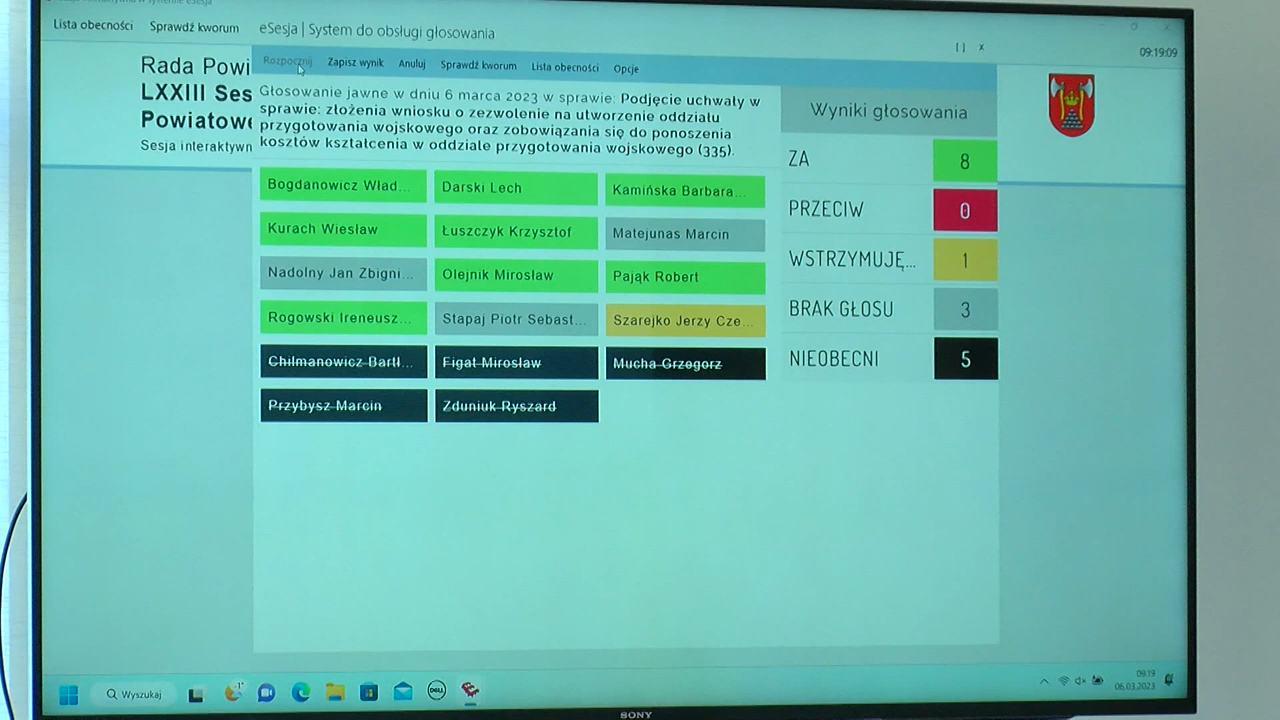 Lista obecności Sprawdź kworum eSesja | System do obsługi głosowania
[ ] x
09:19:09
Rada Powi
LXXIII Ses
Powiatowe
Sesja interaktywn
Rozpocznij Zapisz wynik Anuluj Sprawdź kworum Lista obecności Opcje
Głosowanie jawne w dniu 6 marca 2023 w sprawie: Podjęcie uchwały w
sprawie: złożenia wniosku o zezwolenie na utworzenie oddziału
przygotowania wojskowego oraz zobowiązania się do ponoszenia
kosztów kształcenia w oddziale przygotowania wojskowego (335).
Bogdanowicz Wład... Darski Lech Kamińska Barbara...
Kurach Wiesław Łuszczyk Krzysztof Matejunas Marcin
Nadolny Jan Zbigni... Olejnik Mirosław Pająk Robert
Rogowski Ireneusz... Stapaj Piotr Sebast... Szarejko Jerzy Cze...
Chilmanowicz Bartł... Figat Mirosław Mucha Grzegorz
Przybysz Marcin Zduniuk Ryszard
Wyniki głosowania
ZA 8
PRZECIW 0
WSTRZYMUJĘ... 1
BRAK GŁOSU 3
NIEOBECNI 5
-1°
Wyszukaj
DELL
09:19
06.03.2023
SONY